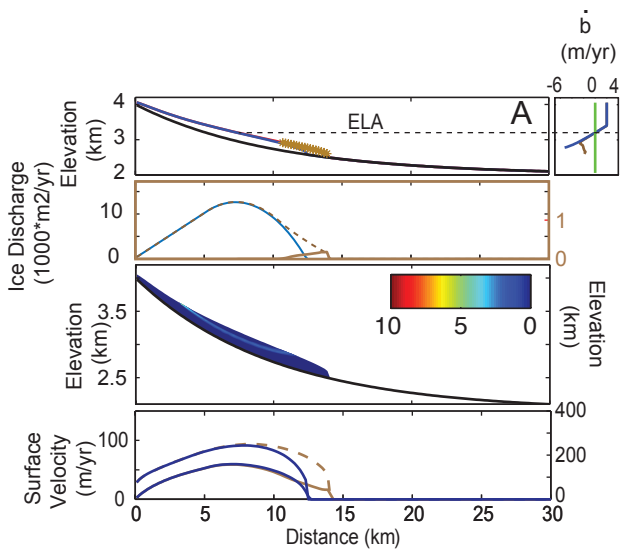 ḃ
(m/yr)
-6 0 4
4
3
2
Elevation
(km)
ELA
A
10
0
Ice Discharge
(1000*m2/yr)
1
0
3.5
2.5
Elevation
(km)
10 5 0
Elevation
(km)
100
0
Surface
Velocity
(m/yr)
400
200
0
0 5 10 15 20 25 30
Distance (km)